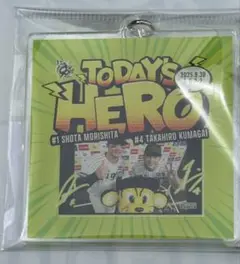 TODAY'S
HERO
#1 SHOTA MORISHITA
#4 TAKAHIRO KUMAGAI